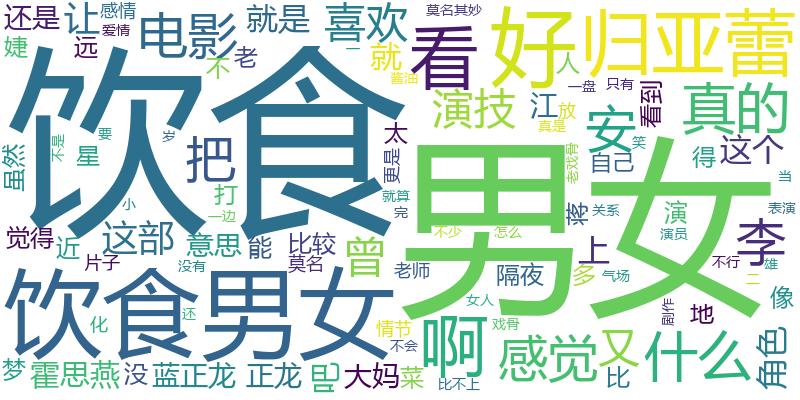 还是 让 感情 爱情 电影 就是 喜欢 莫名其妙
婕 远 不 老 就 一 酱油
饮食 看 好 归亚蕾
人 一盘 只有
演技 江 放 真是 安 看到 真的
虽然 星 不是 要 岁 把 太 更是 老戏骨 自己 笑 得 这个
打 小 一边 就算 完 蒋 关系 当
男女
觉得 近 这部 意思 能 比较 曾 不少 怎么 上 演 演员 表演 李
片子 没有 莫名 老师 隔夜 多 气场 不行 雄
饮食男女
化 还 女人 二 像
情节 戏骨 剧作 地
梦 霍思燕 没 蓝正龙 正龙 吧 大妈 菜 不会 啊 比不上 感觉 又 比 什么 角色